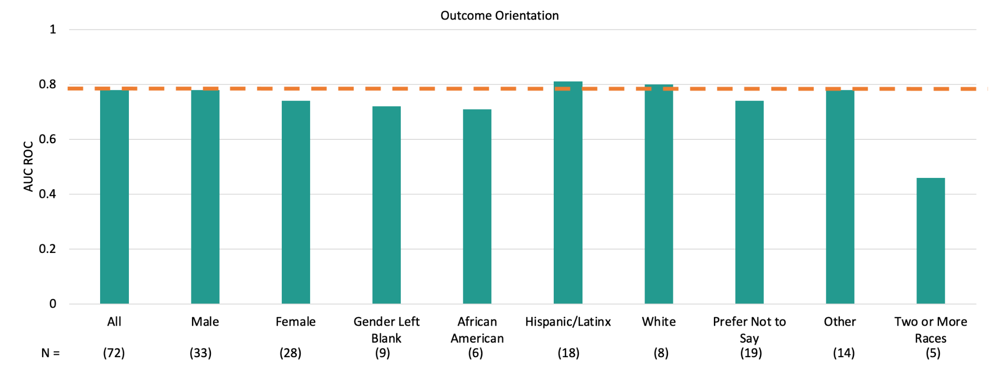 Outcome Orientation
1
0.8
0.6
0.4
0.2
0
AUC ROC
All
Male
Female
Gender Left
Blank
African
American
Hispanic/Latinx
White
Prefer Not to
Say
Other
Two or More
Races
N = (72) (33) (28) (9) (6) (18) (8) (19) (14) (5)